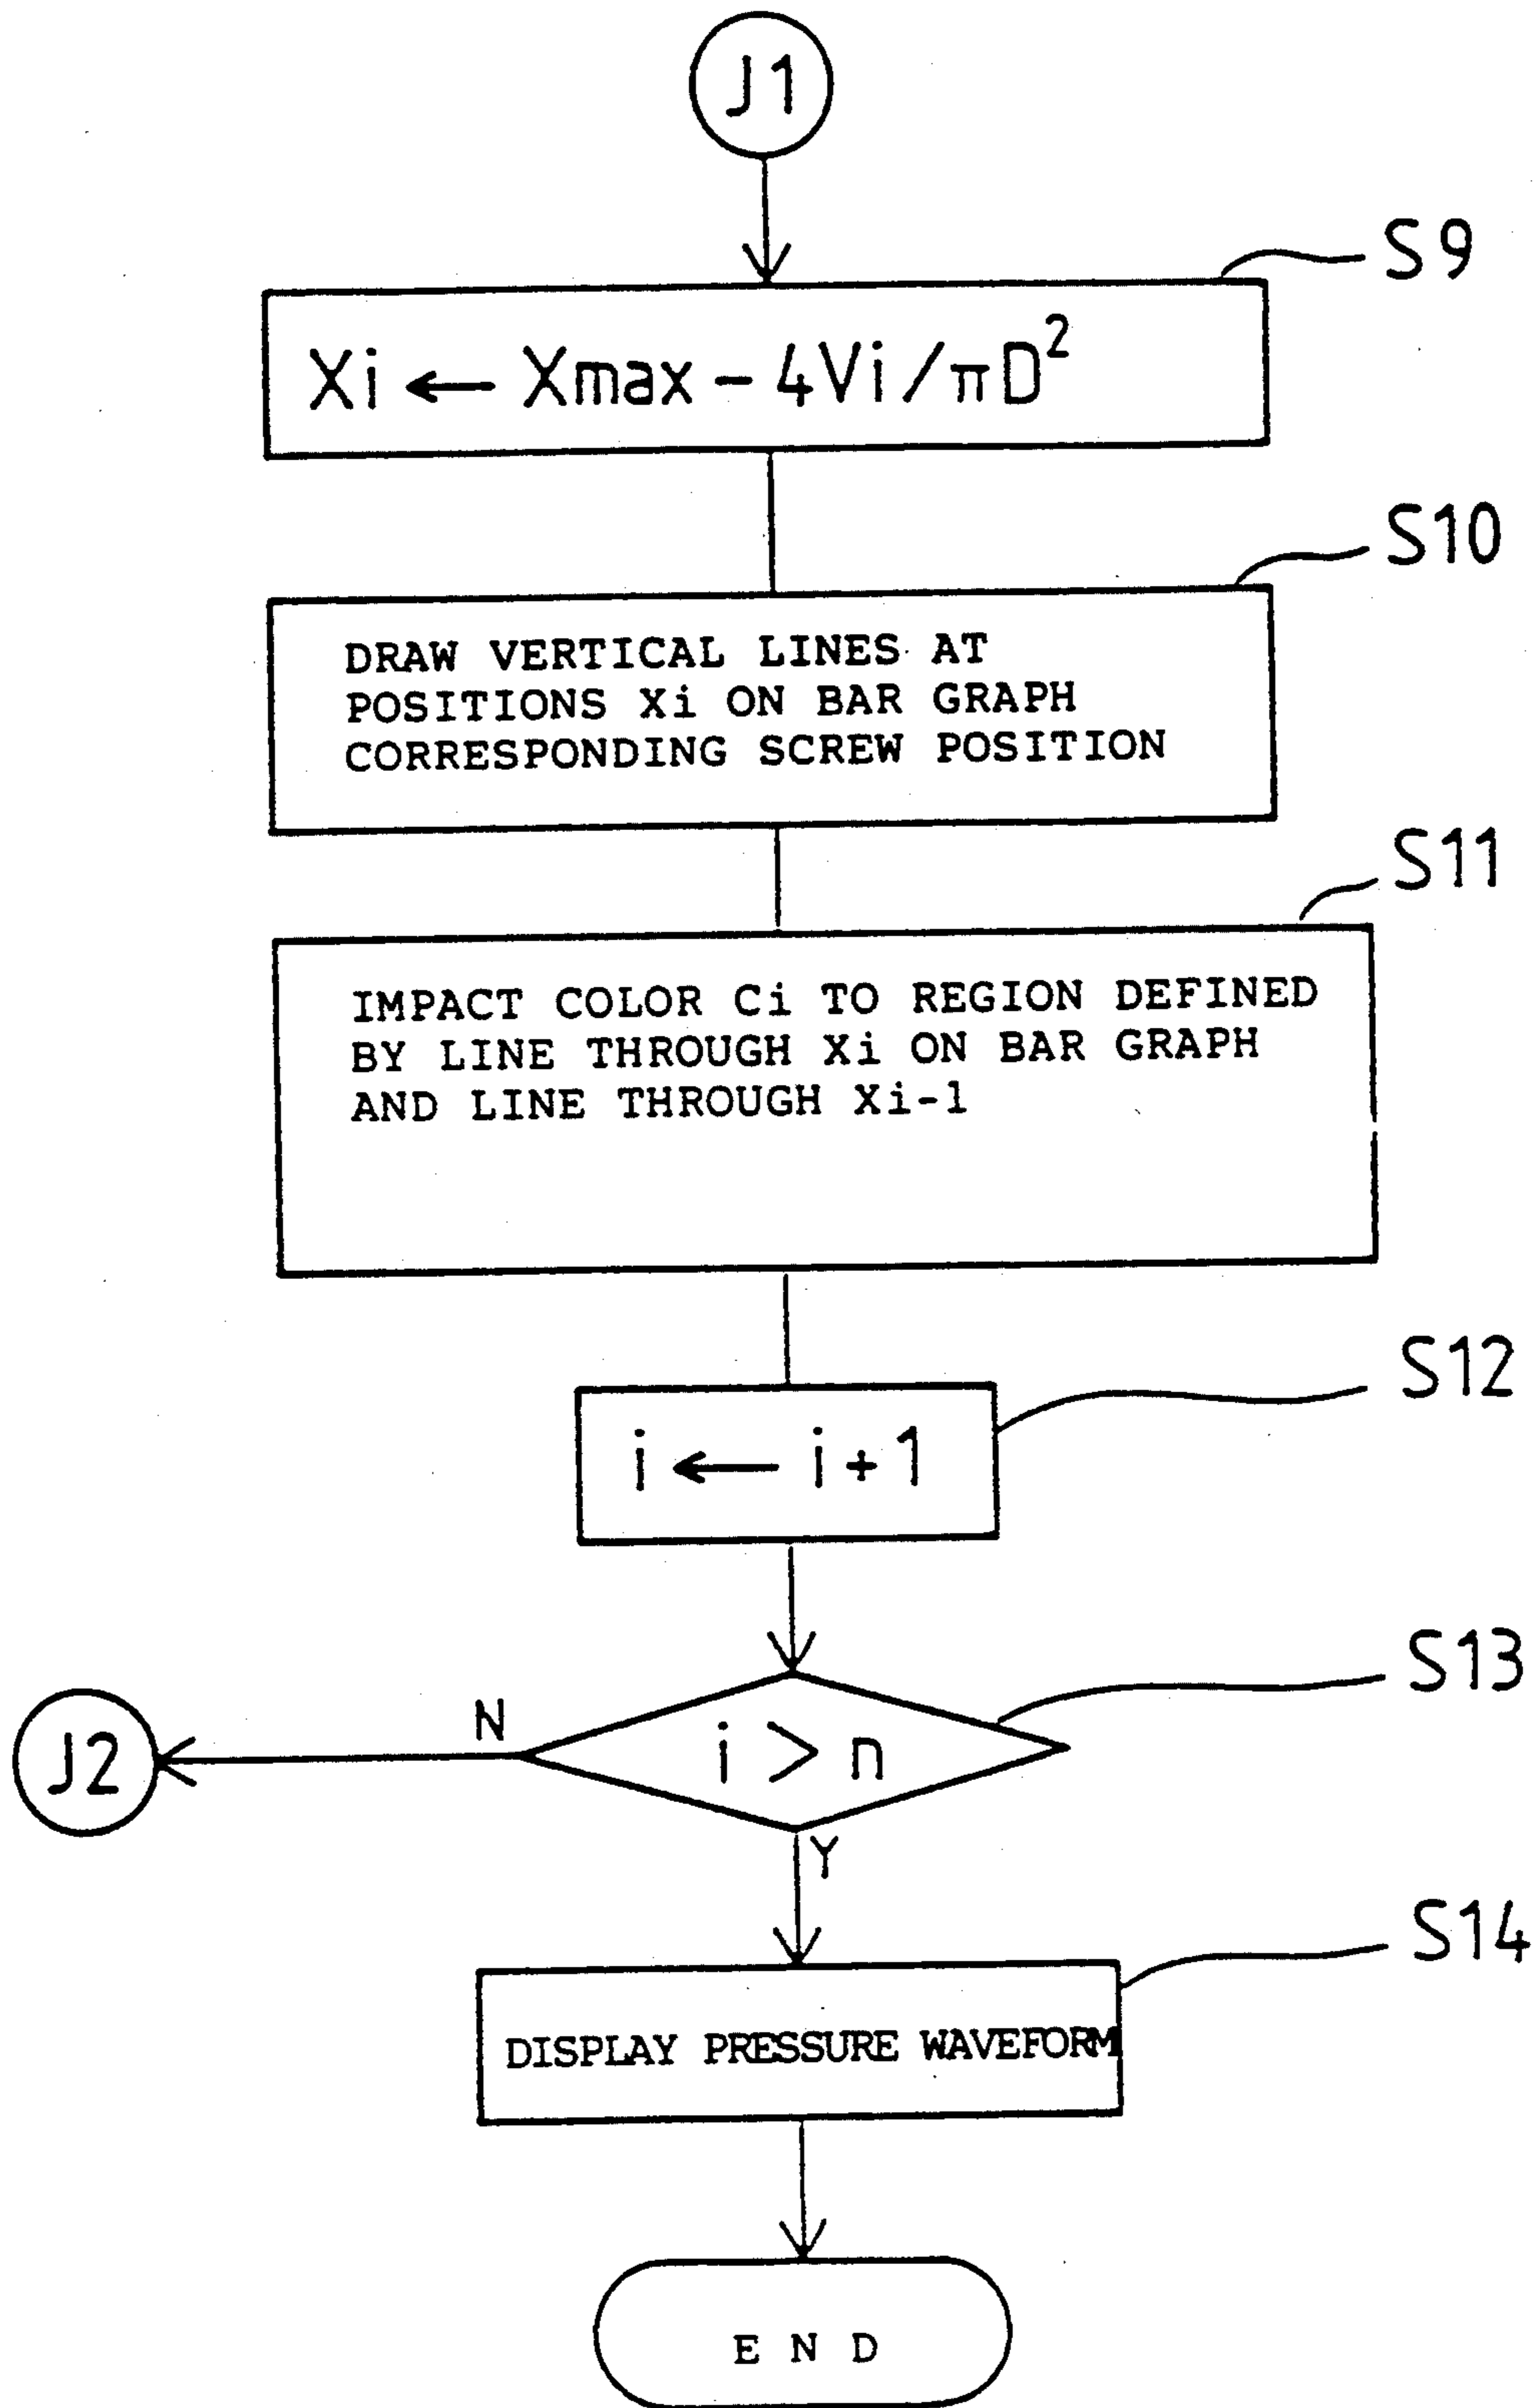 J1
S9
Xi ← Xmax - 4Vi/πD²
S10
DRAW VERTICAL LINES AT
POSITIONS Xi ON BAR GRAPH
CORRESPONDING SCREW POSITION
S11
IMPACT COLOR Ci TO REGION DEFINED
BY LINE THROUGH Xi ON BAR GRAPH
AND LINE THROUGH Xi-1
S12
i ← i + 1
S13
N
J2
i > n
Y
S14
DISPLAY PRESSURE WAVEFORM
END